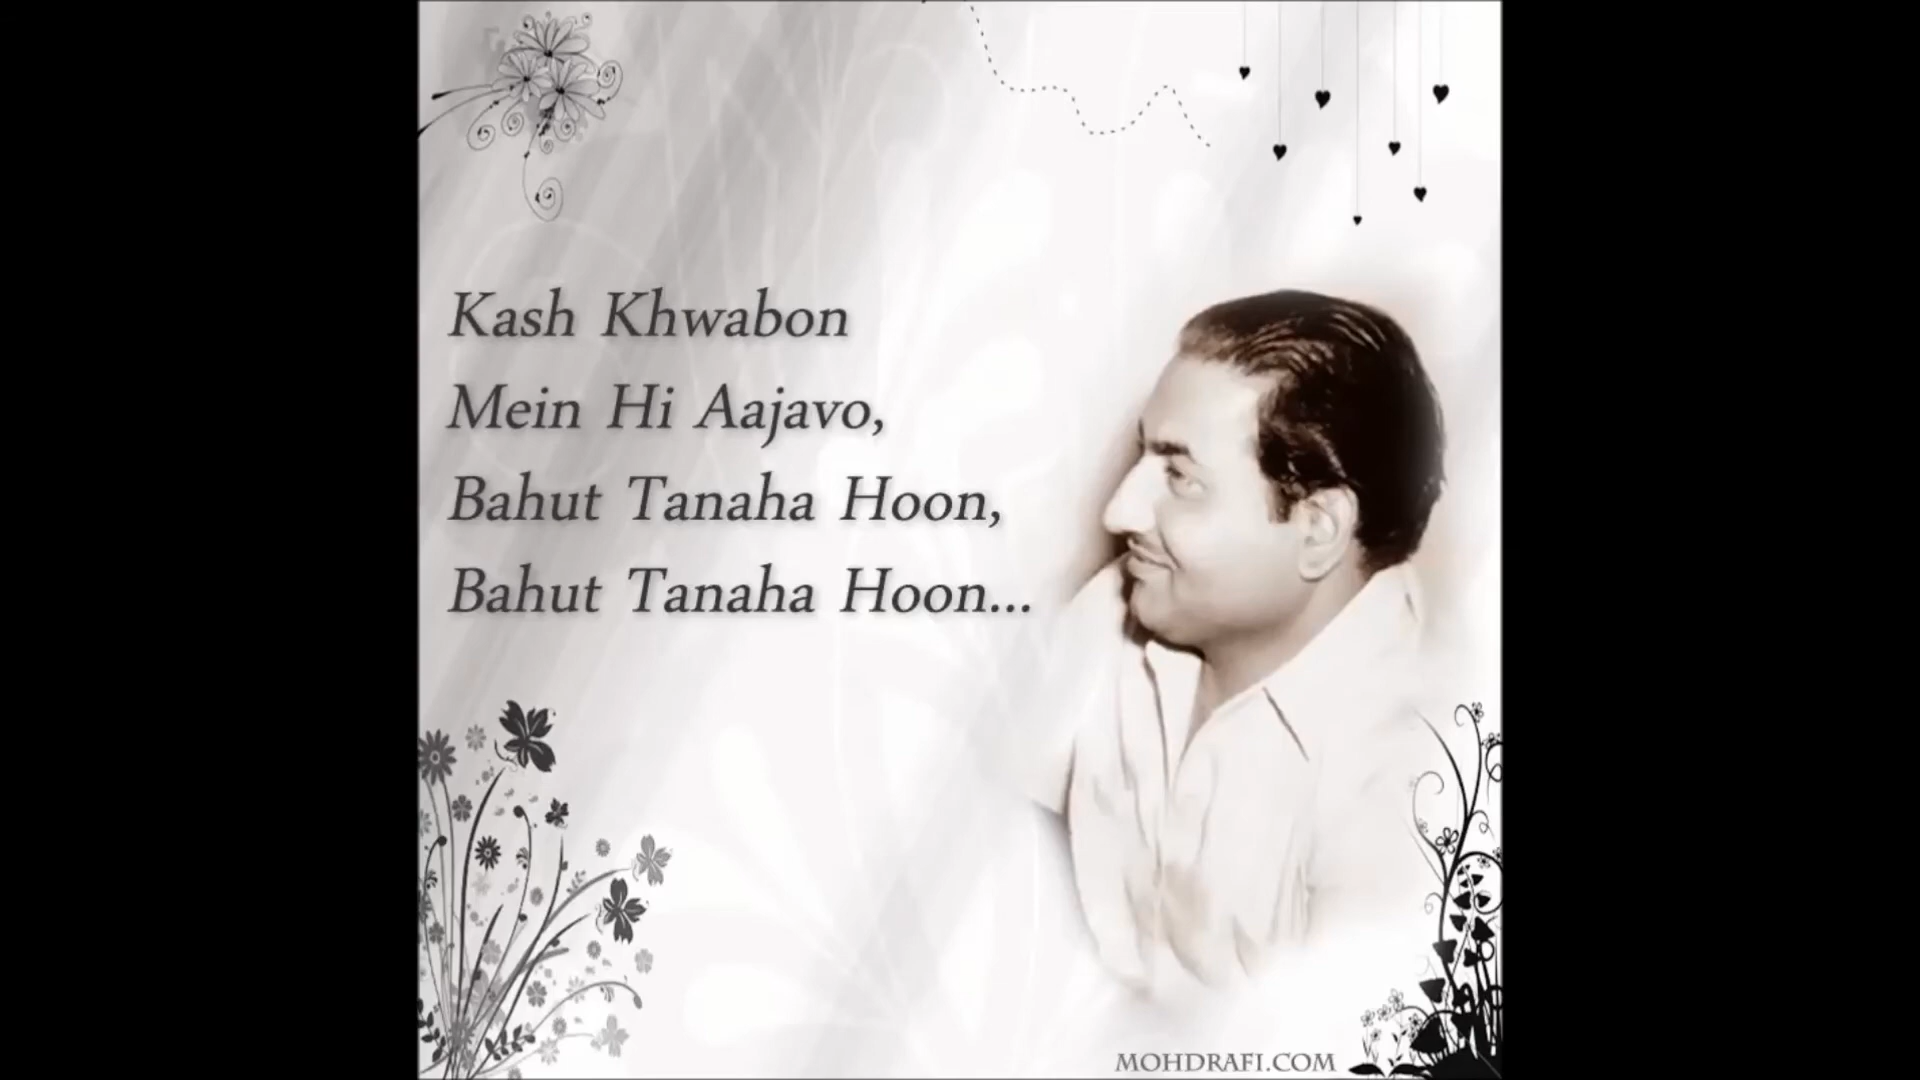 Kash Khwabon
Mein Hi Aajavo,
Bahut Tanaha Hoon,
Bahut Tanaha Hoon...
MOHDRAFI.COM